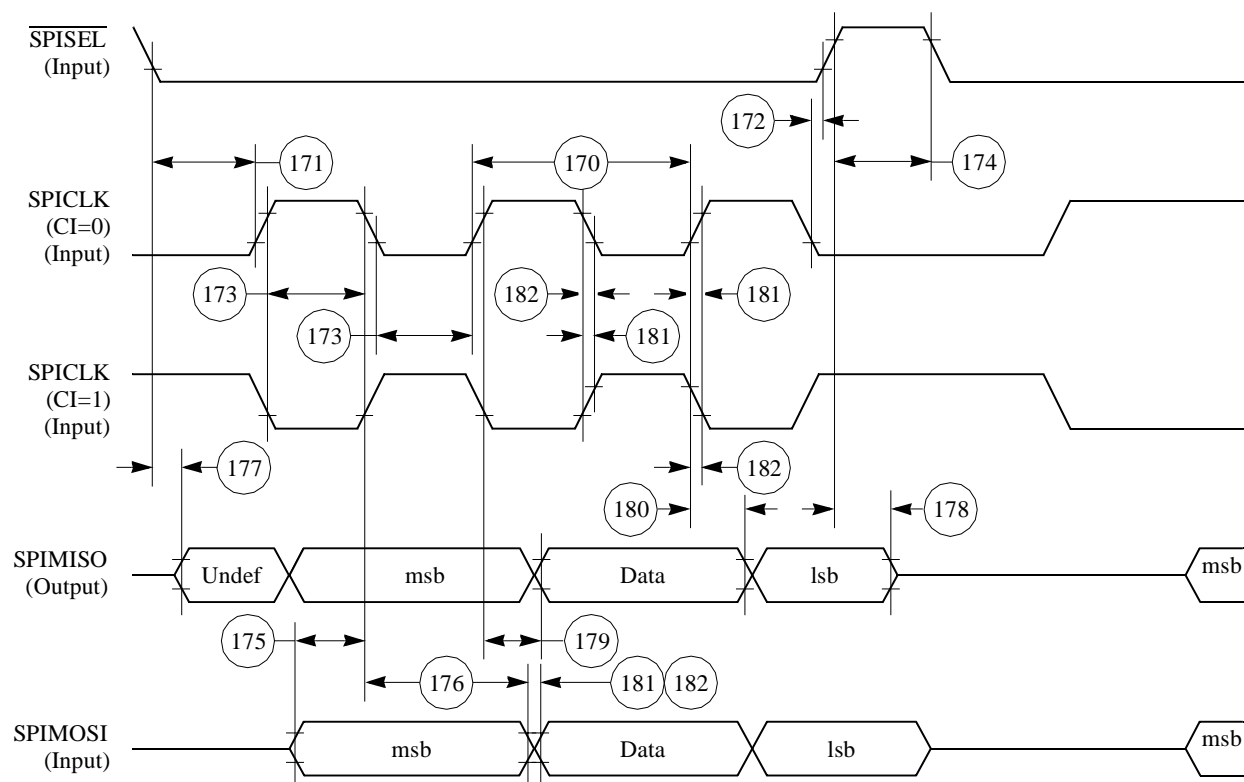 SPISEL
(Input)
172
171
170
174
SPICLK
(CI=0)
(Input)
173
182
181
173
181
SPICLK
(CI=1)
(Input)
177
182
180
178
SPIMISO
(Output)
Undef
msb
Data
lsb
msb
175
179
176
181
182
SPIMOSI
(Input)
msb
Data
lsb
msb